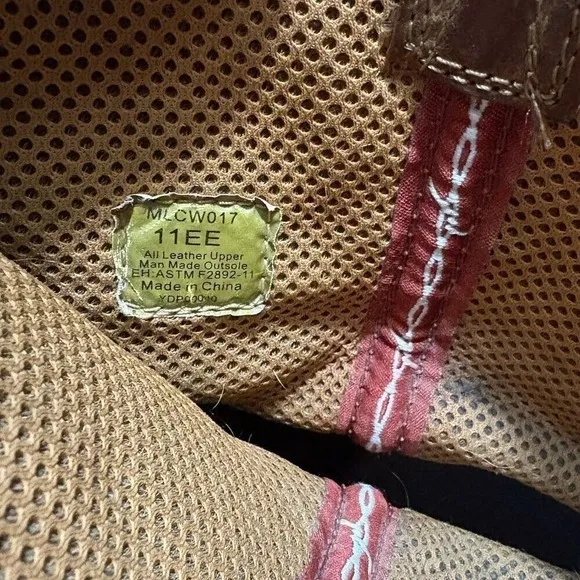 MLCW017
11EE
All Leather Upper
Man Made Outsole
EH:ASTM F2892-11
Made in China